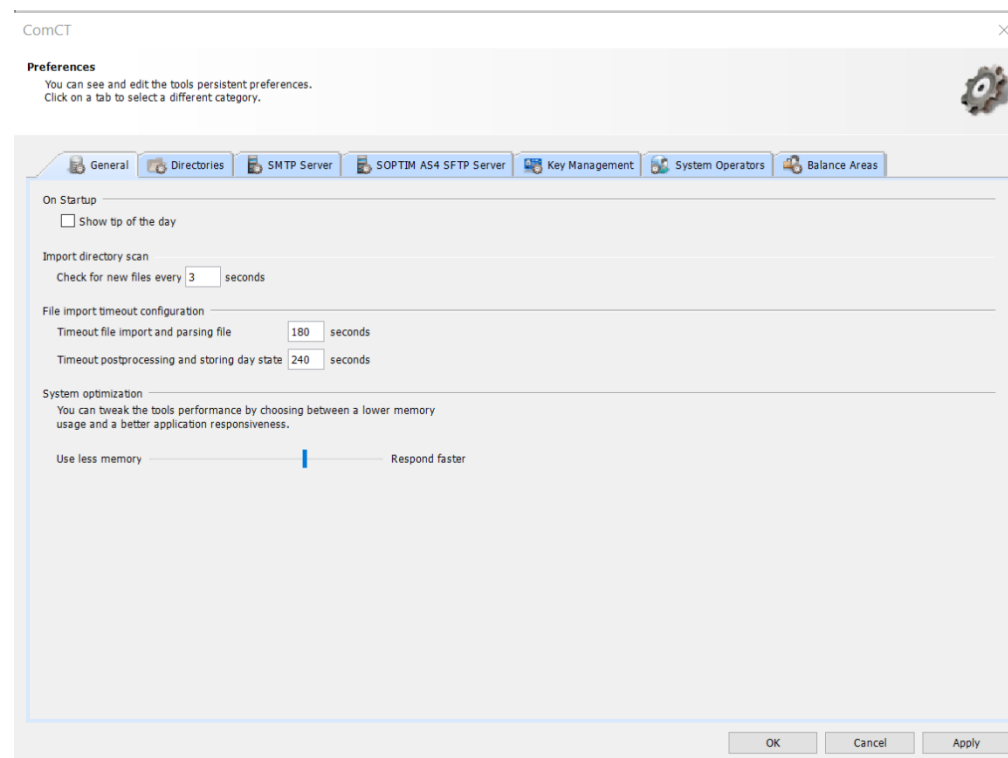 ComCT
Preferences
You can see and edit the tools persistent preferences.
Click on a tab to select a different category.
General Directories SMTP Server SOPTIM AS4 SFTP Server Key Management System Operators Balance Areas
On Startup
Show tip of the day
Import directory scan
Check for new files every 3 seconds
File import timeout configuration
Timeout file import and parsing file 180 seconds
Timeout postprocessing and storing day state 240 seconds
System optimization
You can tweak the tools performance by choosing between a lower memory
usage and a better application responsiveness.
Use less memory Respond faster
OK Cancel Apply